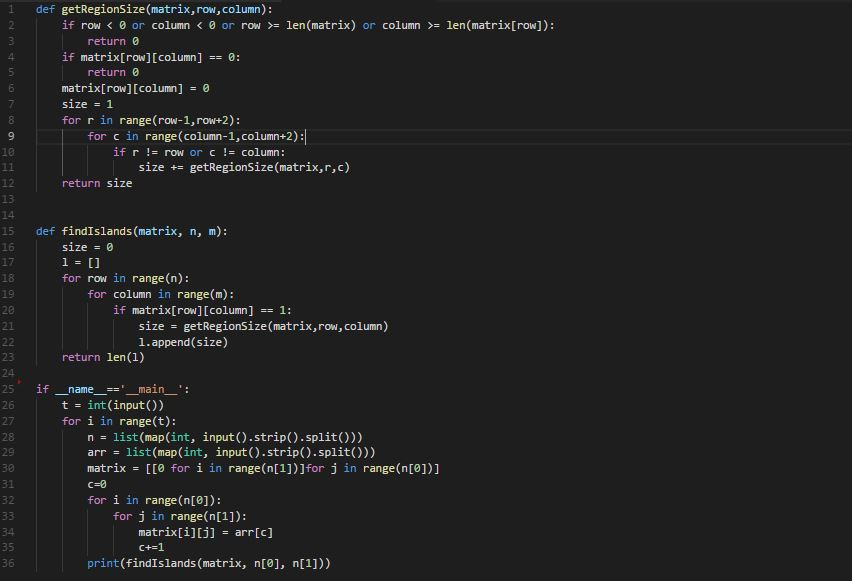 1 def getRegionSize(matrix,row,column):
2     if row < 0 or column < 0 or row >= len(matrix) or column >= len(matrix[row]):
3         return 0
4     if matrix[row][column] == 0:
5         return 0
6     matrix[row][column] = 0
7     size = 1
8     for r in range(row-1,row+2):
9         for c in range(column-1,column+2):
10             if r != row or c != column:
11                 size += getRegionSize(matrix,r,c)
12     return size
13
14
15 def findIslands(matrix, n, m):
16     size = 0
17     l = []
18     for row in range(n):
19         for column in range(m):
20             if matrix[row][column] == 1:
21                 size = getRegionSize(matrix,row,column)
22                 l.append(size)
23     return len(l)
24
25 if __name__=='__main__':
26     t = int(input())
27     for i in range(t):
28         n = list(map(int, input().strip().split()))
29         arr = list(map(int, input().strip().split()))
30         matrix = [[0 for i in range(n[1])]for j in range(n[0])]
31         c=0
32         for i in range(n[0]):
33             for j in range(n[1]):
34                 matrix[i][j] = arr[c]
35                 c+=1
36         print(findIslands(matrix, n[0], n[1]))